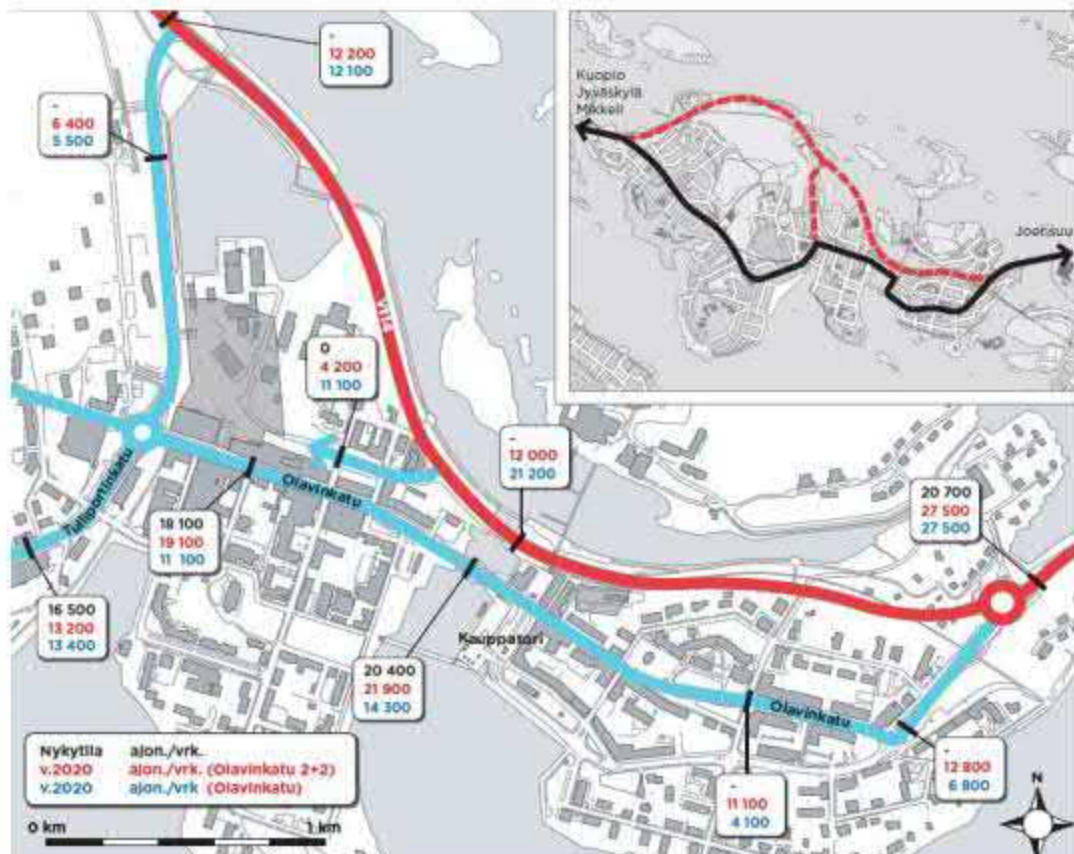 -
12 200
12 100
-
6 400
5 500
Kuopio
Jyväskylä
Mikkeli
Joensuu
Vt14
0
4 200
11 100
-
12 000
21 200
20 700
27 500
27 500
Olavinkatu
Tulliportinkatu
18 100
19 100
11 100
16 500
13 200
13 400
Kauppatori
20 400
21 900
14 300
Olavinkatu
-
12 800
6 800
-
11 100
4 100
Nykytila ajon./vrk.
v.2020 ajon./vrk. (Olavinkatu 2+2)
v.2020 ajon./vrk (Olavinkatu)
0 km 1 km
N